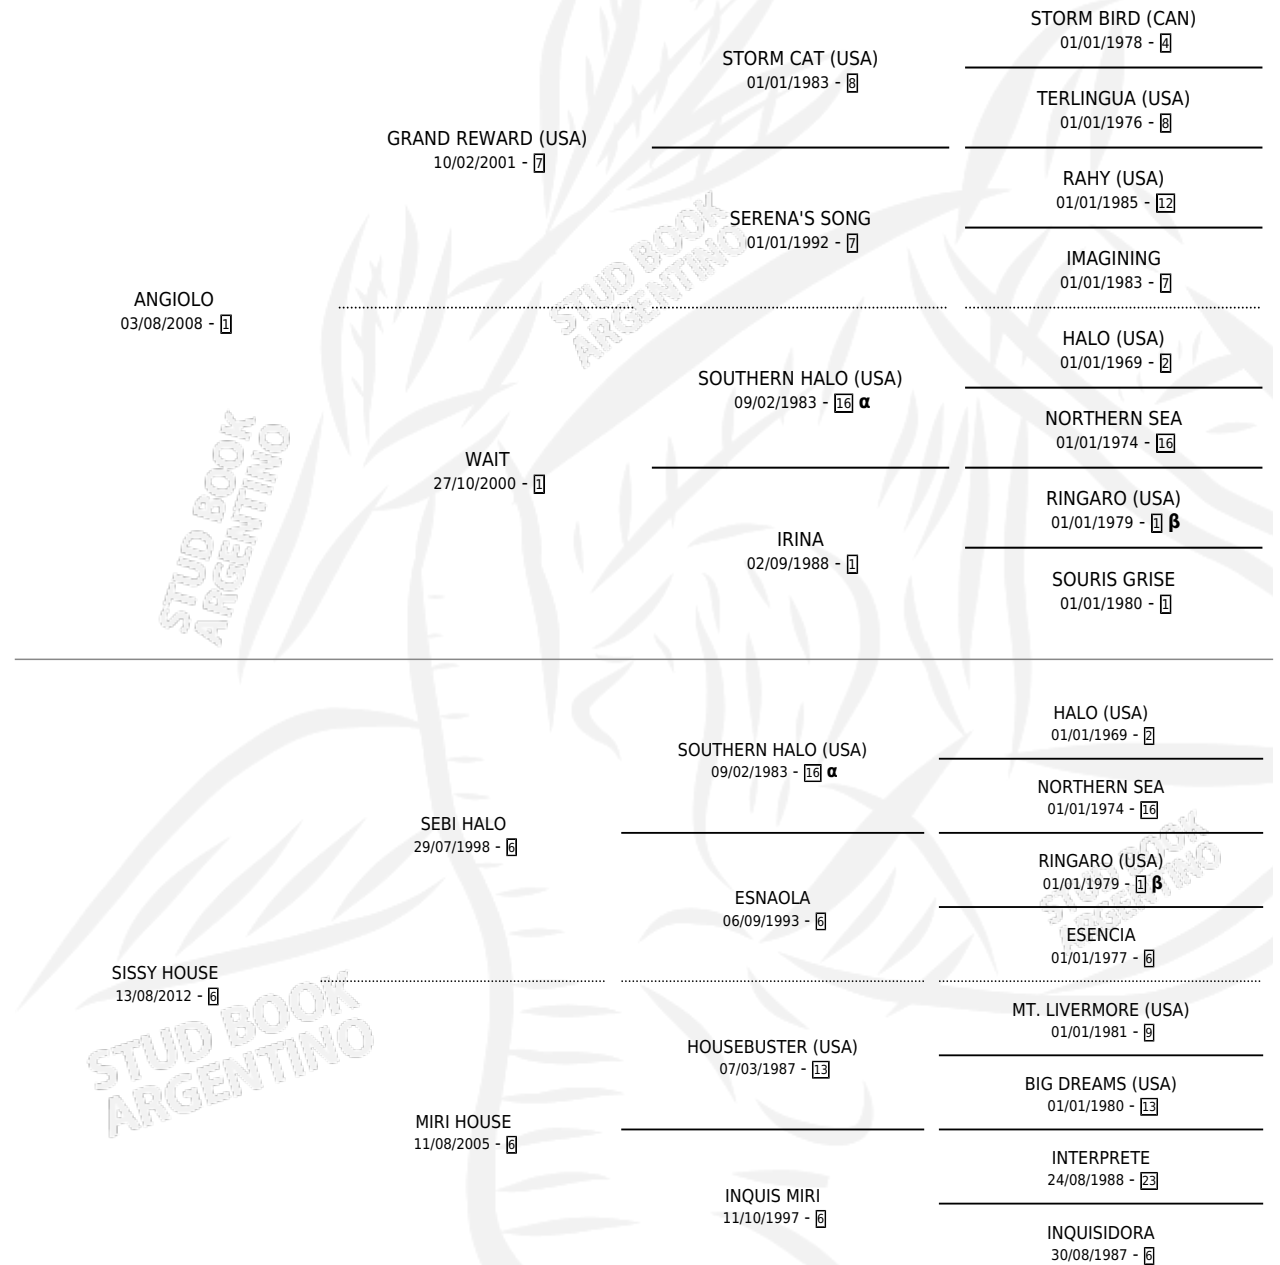 STORM BIRD (CAN)
01/01/1978 - 4
STORM CAT (USA)
01/01/1983 - 8
TERLINGUA (USA)
01/01/1976 - 8
GRAND REWARD (USA)
10/02/2001 - 7
RAHY (USA)
01/01/1985 - 12
SERENA'S SONG
01/01/1992 - 7
IMAGINING
01/01/1983 - 7
STUD BOOK
ARGENTINO
ANGIOLO
03/08/2008 - 1
HALO (USA)
01/01/1969 - 2
SOUTHERN HALO (USA)
09/02/1983 - 16 α
NORTHERN SEA
01/01/1974 - 16
WAIT
27/10/2000 - 1
RINGARO (USA)
01/01/1979 - 1 β
IRINA
02/09/1988 - 1
SOURIS GRISE
01/01/1980 - 1
STUD BOOK
ARGENTINO
HALO (USA)
01/01/1969 - 2
SOUTHERN HALO (USA)
09/02/1983 - 16 α
NORTHERN SEA
01/01/1974 - 16
SEBI HALO
29/07/1998 - 6
RINGARO (USA)
01/01/1979 - 1 β
ESNAOLA
06/09/1993 - 6
ESENCIA
01/01/1977 - 6
STUD BOOK
ARGENTINO
SISSY HOUSE
13/08/2012 - 6
MT. LIVERMORE (USA)
01/01/1981 - 9
HOUSEBUSTER (USA)
07/03/1987 - 13
BIG DREAMS (USA)
01/01/1980 - 13
STUD BOOK
ARGENTINO
MIRI HOUSE
11/08/2005 - 6
INTERPRETE
24/08/1988 - 23
INQUIS MIRI
11/10/1997 - 6
INQUISIDORA
30/08/1987 - 6